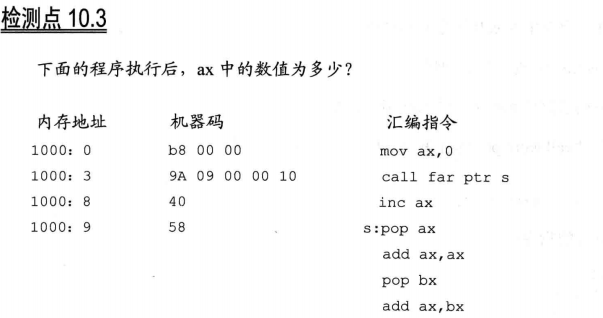 检测点 10.3
下面的程序执行后，ax 中的数值为多少？
内存地址 机器码 汇编指令
1000：0 b8 00 00 mov ax,0
1000：3 9A 09 00 00 10 call far ptr s
1000：8 40 inc ax
1000：9 58 s:pop ax
add ax,ax
pop bx
add ax,bx